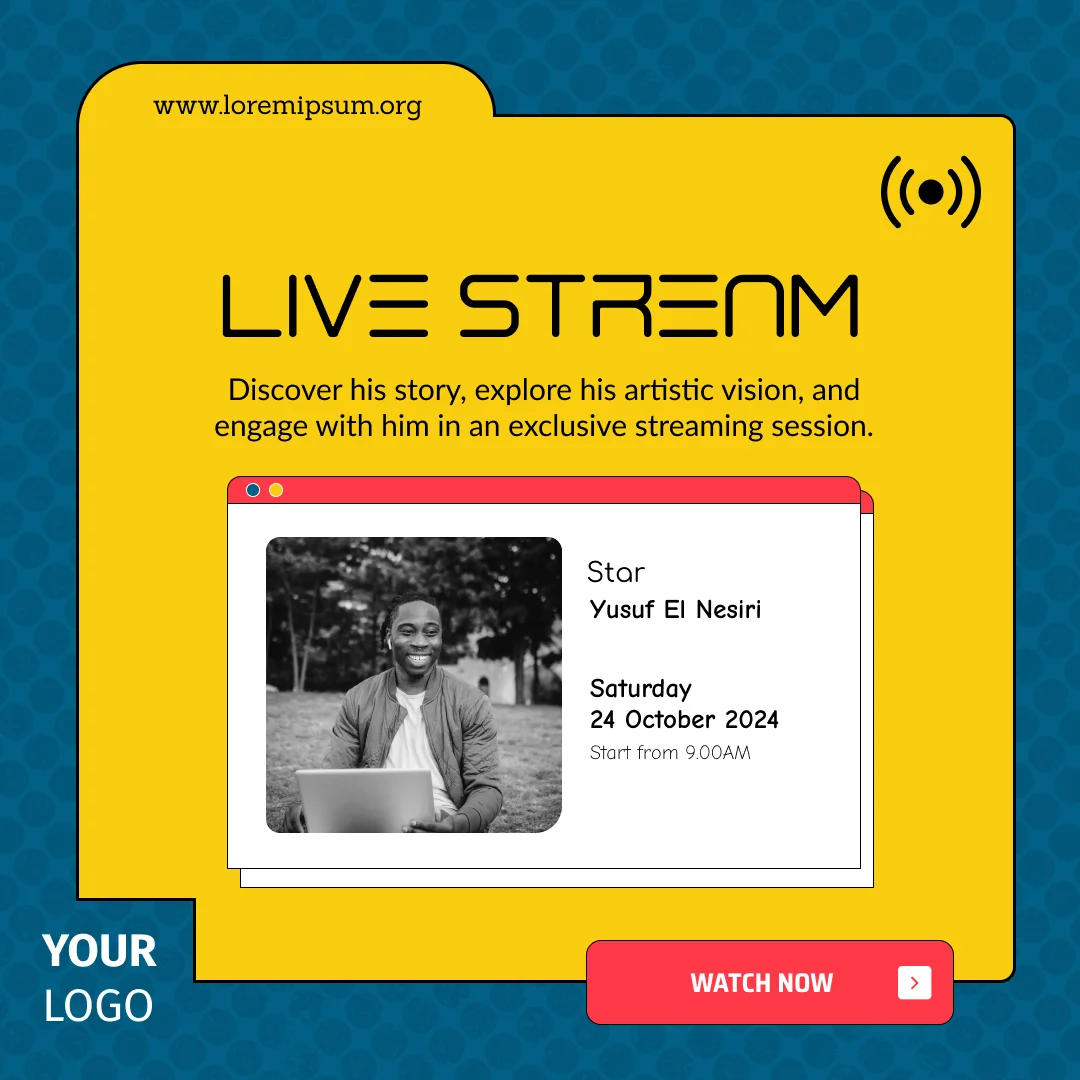 www.loremipsum.org
LIVE STREAM
Discover his story, explore his artistic vision, and
engage with him in an exclusive streaming session.
Star
Yusuf El Nesiri
Saturday
24 October 2024
Start from 9.00AM
YOUR
LOGO
WATCH NOW